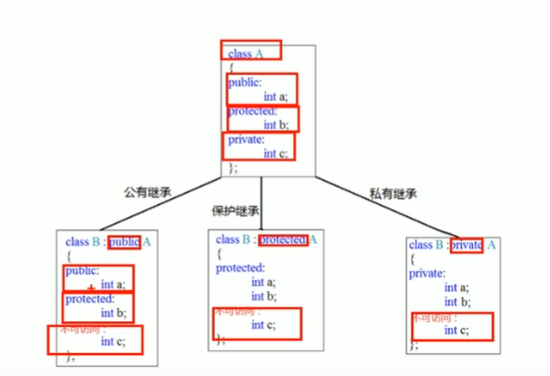 class A
{
public:
int a;
protected:
int b;
private:
int c;
};
公有继承
保护继承
私有继承
class B : public A
{
public:
int a;
protected:
int b;
不可访问:
int c;
};
class B : protected A
{
protected:
int a;
int b;
不可访问:
int c;
};
class B : private A
{
private:
int a;
int b;
不可访问:
int c;
};